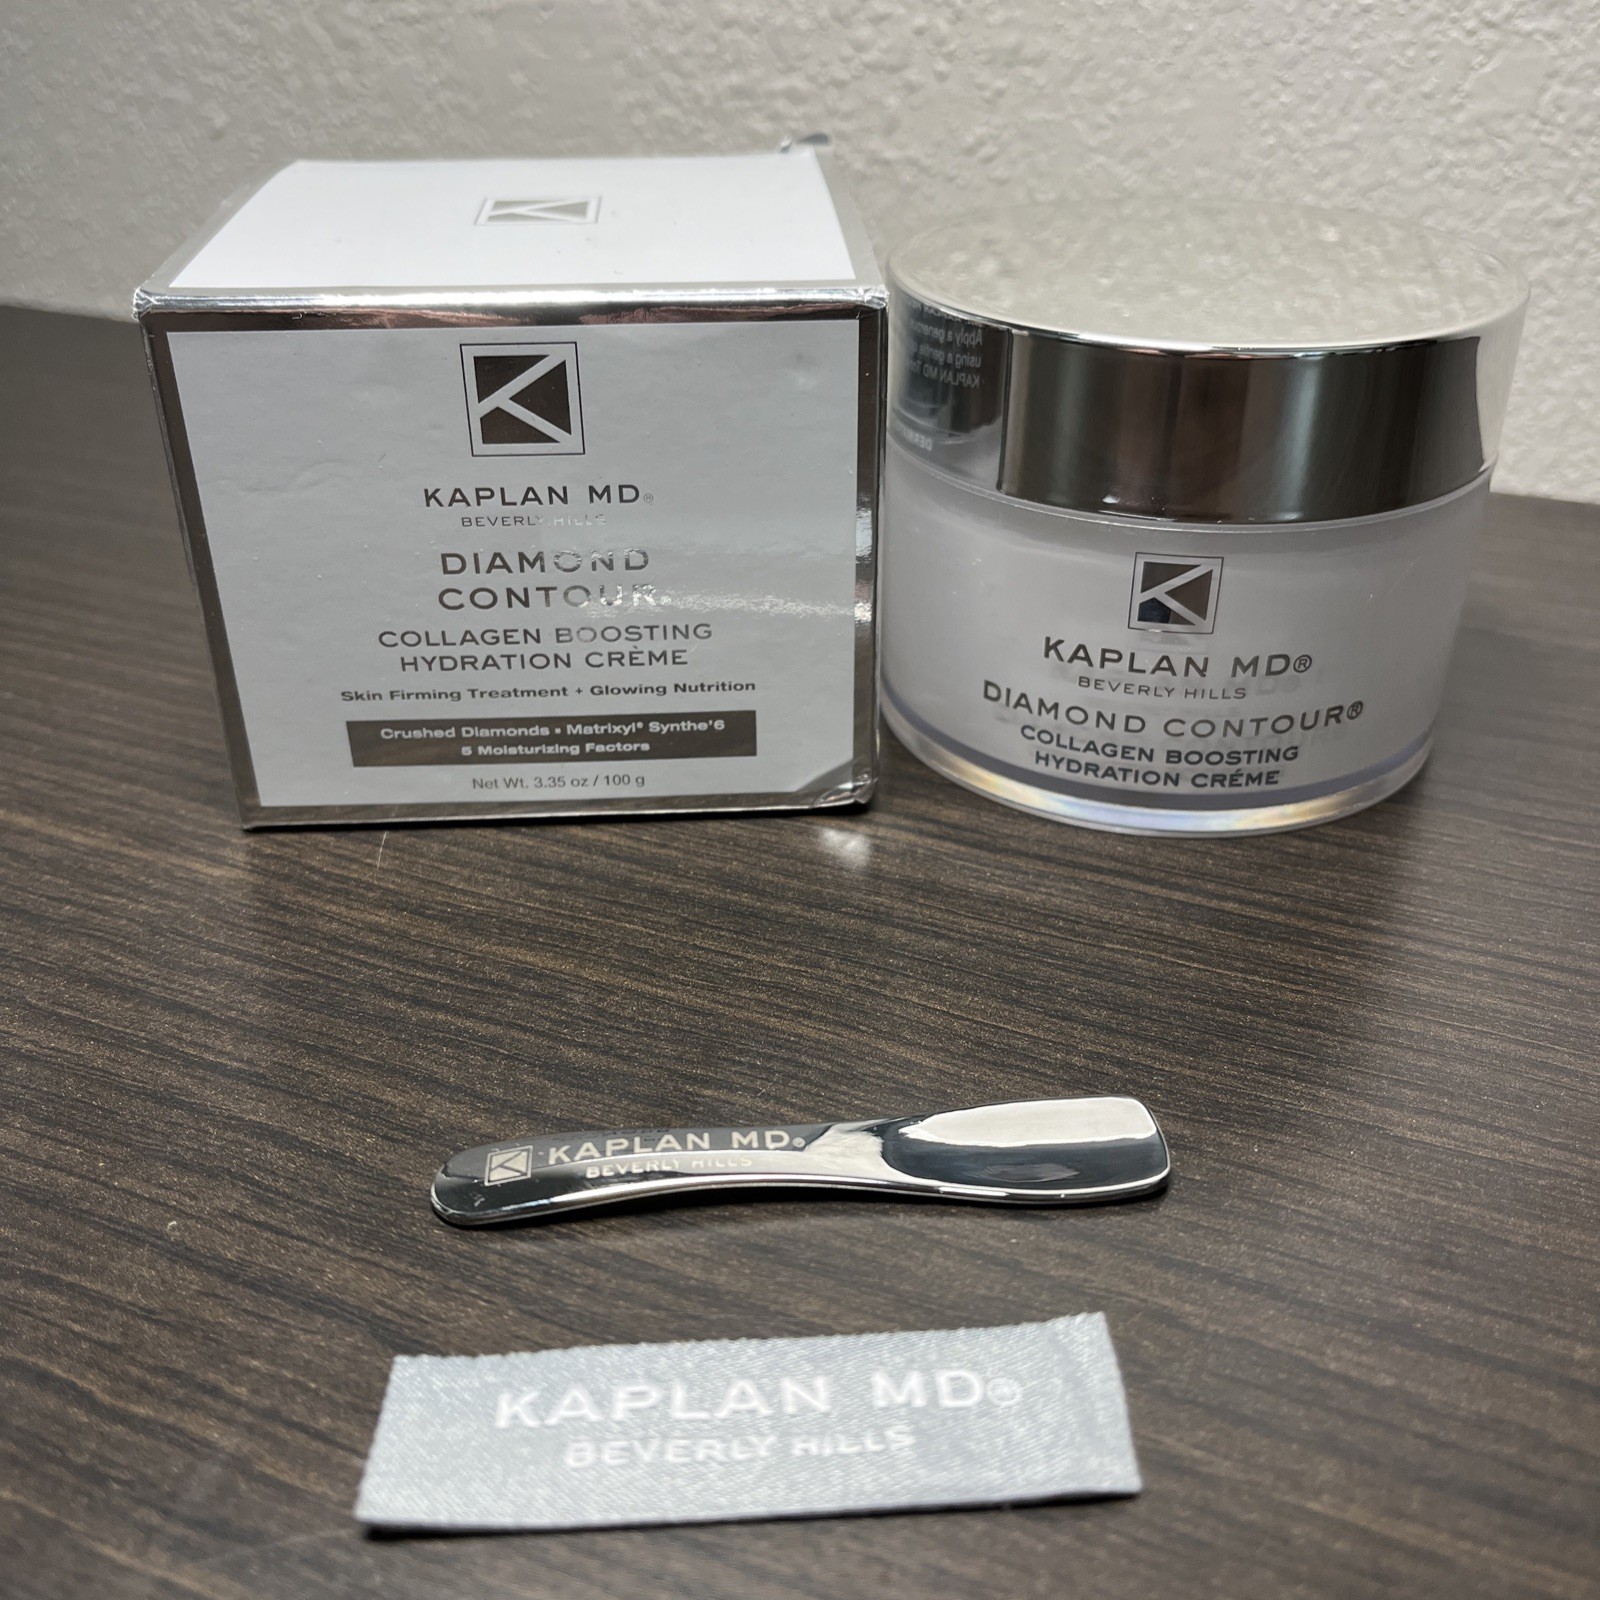 KAPLAN MD®
BEVERLY HILLS
DIAMOND
CONTOUR®
COLLAGEN BOOSTING
HYDRATION CRÈME
Skin Firming Treatment + Glowing Nutrition
Crushed Diamonds • Matrixyl® Synthe'6
5 Moisturizing Factors
Net Wt. 3.35 oz / 100 g
KAPLAN MD®
BEVERLY HILLS
DIAMOND CONTOUR®
COLLAGEN BOOSTING
HYDRATION CRÉME
KAPLAN MD®
BEVERLY HILLS
KAPLAN MD®
BEVERLY HILLS